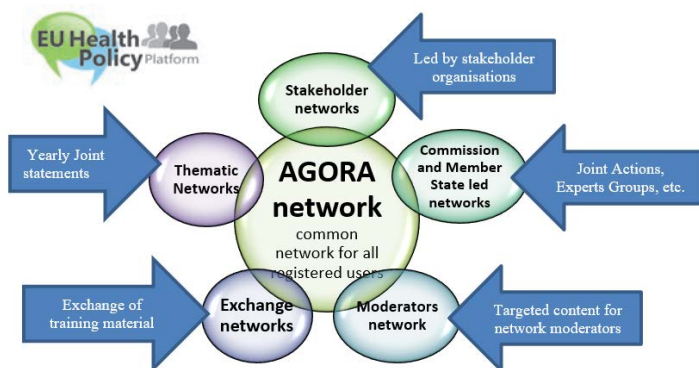 EU Health
Policy Platform
Led by stakeholder
organisations
Stakeholder
networks
Yearly Joint
statements
Thematic
Networks
AGORA
network
common
network for all
registered users
Commission
and Member
State led
networks
Joint Actions,
Experts Groups, etc.
Exchange of
training material
Exchange
networks
Moderators
network
Targeted content for
network moderators